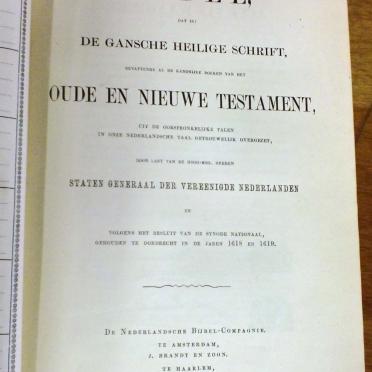 DAT IS:
DE GANSCHE HEILIGE SCHRIFT,
BEVATTENDE AL DE KANONIJKE BOEKEN VAN HET
OUDE EN NIEUWE TESTAMENT,
UIT DE OORSPRONKELIJKE TALEN
IN ONZE NEDERLANDSCHE TAAL GETROUWELIJK OVERGEZET,
DOOR LAST VAN DE HOOG-MOG. HEEREN
STATEN GENERAAL DER VEREENIGDE NEDERLANDEN
EN
VOLGENS HET BESLUIT VAN DE SYNODE NATIONAAL,
GEHOUDEN TE DORDRECHT IN DE JAREN 1618 EN 1619.
DE NEDERLANDSCHE BIJBEL-COMPAGNIE.
TE AMSTERDAM,
J. BRANDT EN ZOON,
TE HAARLEM,